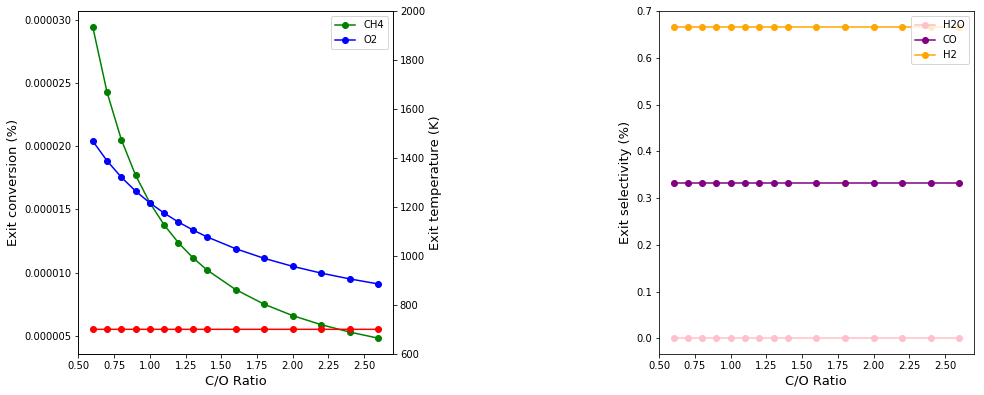 0.000030
0.000025
0.000020
0.000015
0.000010
0.000005
Exit conversion (%)
0.50 0.75 1.00 1.25 1.50 1.75 2.00 2.25 2.50
C/O Ratio
CH4
O2
2000
1800
1600
1400
1200
1000
800
600
Exit temperature (K)
0.7
0.6
0.5
0.4
0.3
0.2
0.1
0.0
Exit selectivity (%)
0.50 0.75 1.00 1.25 1.50 1.75 2.00 2.25 2.50
C/O Ratio
H2O
CO
H2